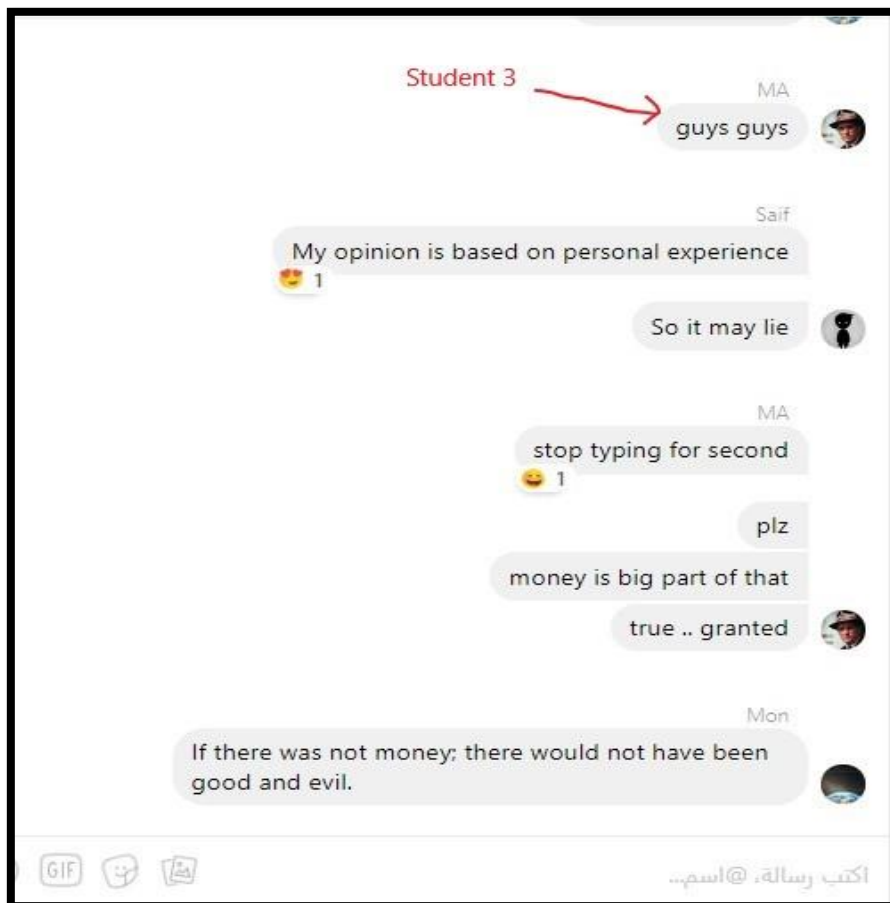 Student 3
MA
guys guys
Saif
My opinion is based on personal experience
1
So it may lie
MA
stop typing for second
1
plz
money is big part of that
true .. granted
Mon
If there was not money; there would not have been
good and evil.
GIF
اكتب رسالة، @اسم...